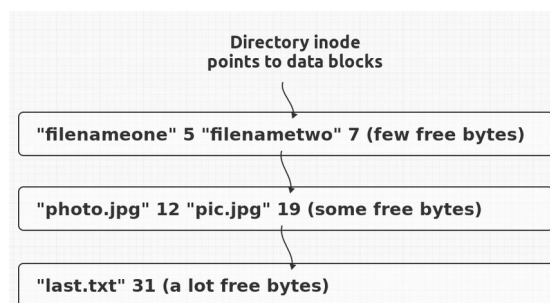 Directory inode
points to data blocks
"filenameone" 5 "filenametwo" 7 (few free bytes)
"photo.jpg" 12 "pic.jpg" 19 (some free bytes)
"last.txt" 31 (a lot free bytes)